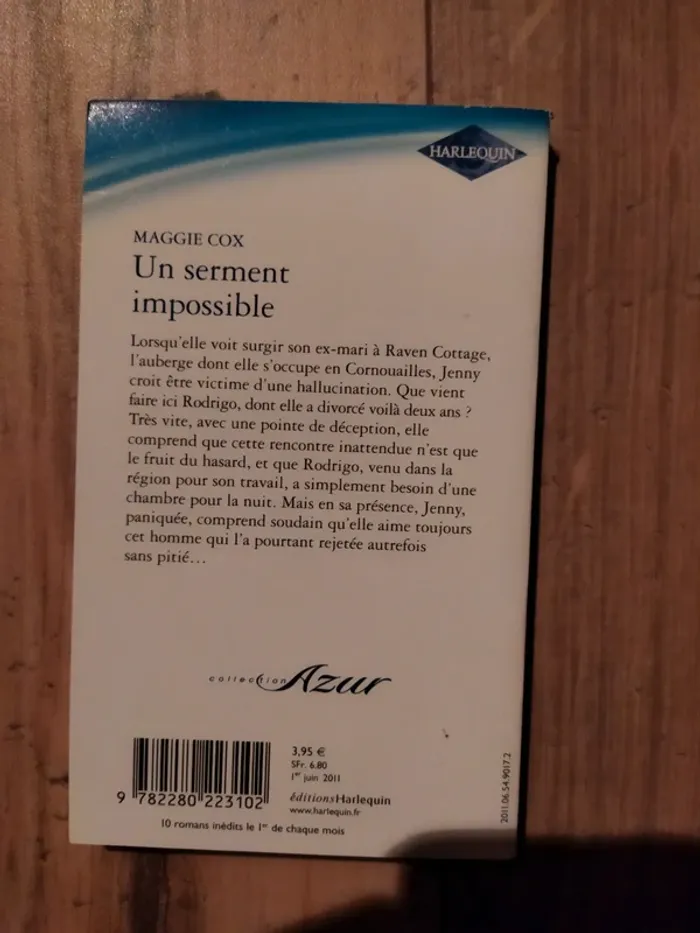 HARLEQUIN
MAGGIE COX
Un serment
impossible
Lorsqu'elle voit surgir son ex-mari à Raven Cottage,
l'auberge dont elle s'occupe en Cornouailles, Jenny
croit être victime d'une hallucination. Que vient
faire ici Rodrigo, dont elle a divorcé voilà deux ans ?
Très vite, avec une pointe de déception, elle
comprend que cette rencontre inattendue n'est que
le fruit du hasard, et que Rodrigo, venu dans la
région pour son travail, a simplement besoin d'une
chambre pour la nuit. Mais en sa présence, Jenny,
paniquée, comprend soudain qu'elle aime toujours
cet homme qui l'a pourtant rejetée autrefois
sans pitié...
collection Azur
3,95 €
SFr. 6.80
1er juin 2011
éditionsHarlequin
www.harlequin.fr
9 782280 223102
10 romans inédits le 1er de chaque mois
2011.06.54.9017.2